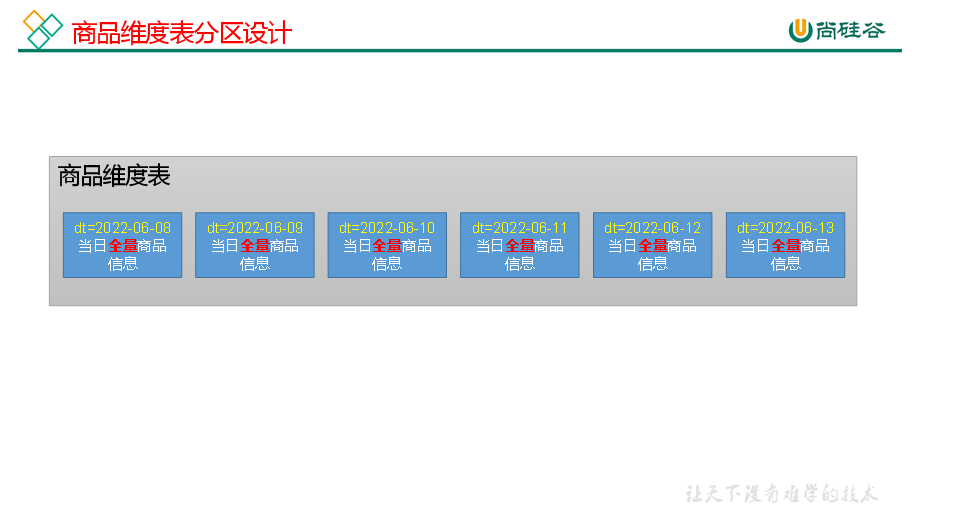 商品维度表分区设计
尚硅谷
商品维度表
dt=2022-06-08
当日全量商品
信息
dt=2022-06-09
当日全量商品
信息
dt=2022-06-10
当日全量商品
信息
dt=2022-06-11
当日全量商品
信息
dt=2022-06-12
当日全量商品
信息
dt=2022-06-13
当日全量商品
信息
让天下没有难学的技术